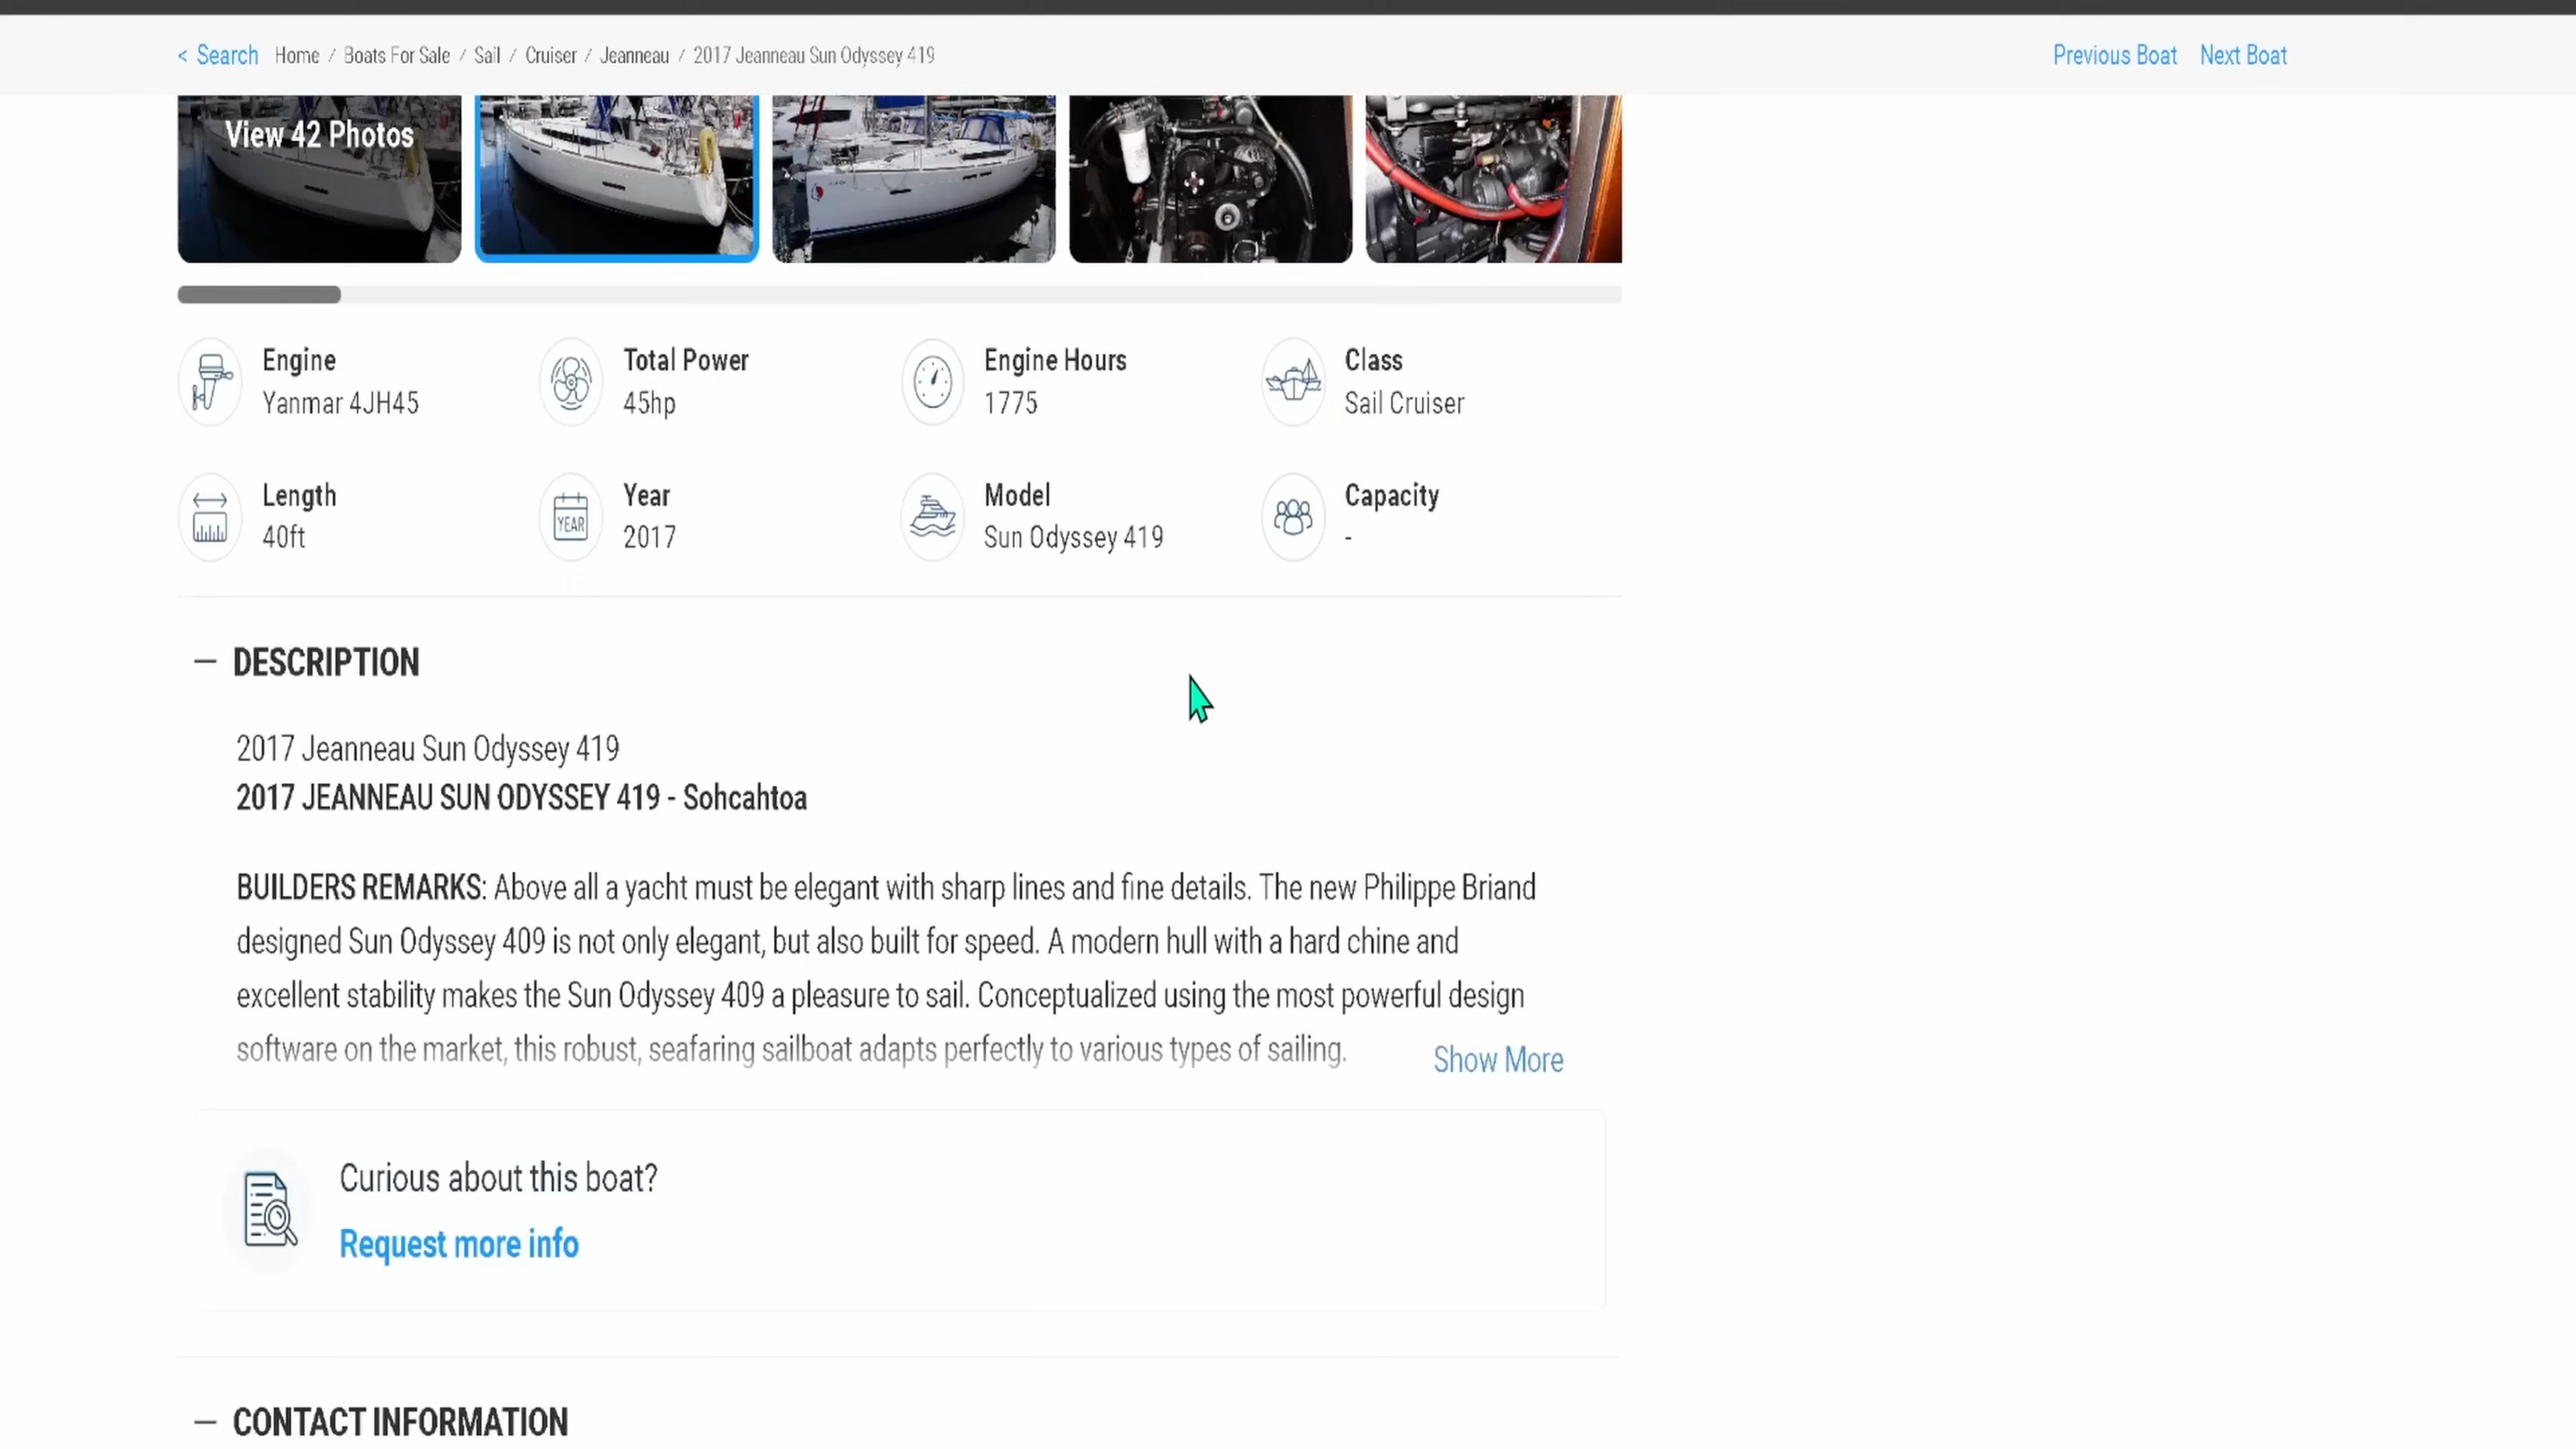 < Search Home / Boats For Sale / Sail / Cruiser / Jeanneau / 2017 Jeanneau Sun Odyssey 419 Previous Boat Next Boat
View 42 Photos
Engine Total Power Engine Hours Class
Yanmar 4JH45 45hp 1775 Sail Cruiser
Length Year Model Capacity
YEAR
40ft 2017 Sun Odyssey 419 -
— DESCRIPTION
2017 Jeanneau Sun Odyssey 419
2017 JEANNEAU SUN ODYSSEY 419 - Sohcahtoa
BUILDERS REMARKS: Above all a yacht must be elegant with sharp lines and fine details. The new Philippe Briand
designed Sun Odyssey 409 is not only elegant, but also built for speed. A modern hull with a hard chine and
excellent stability makes the Sun Odyssey 409 a pleasure to sail. Conceptualized using the most powerful design
software on the market, this robust, seafaring sailboat adapts perfectly to various types of sailing. Show More
Curious about this boat?
Request more info
— CONTACT INFORMATION